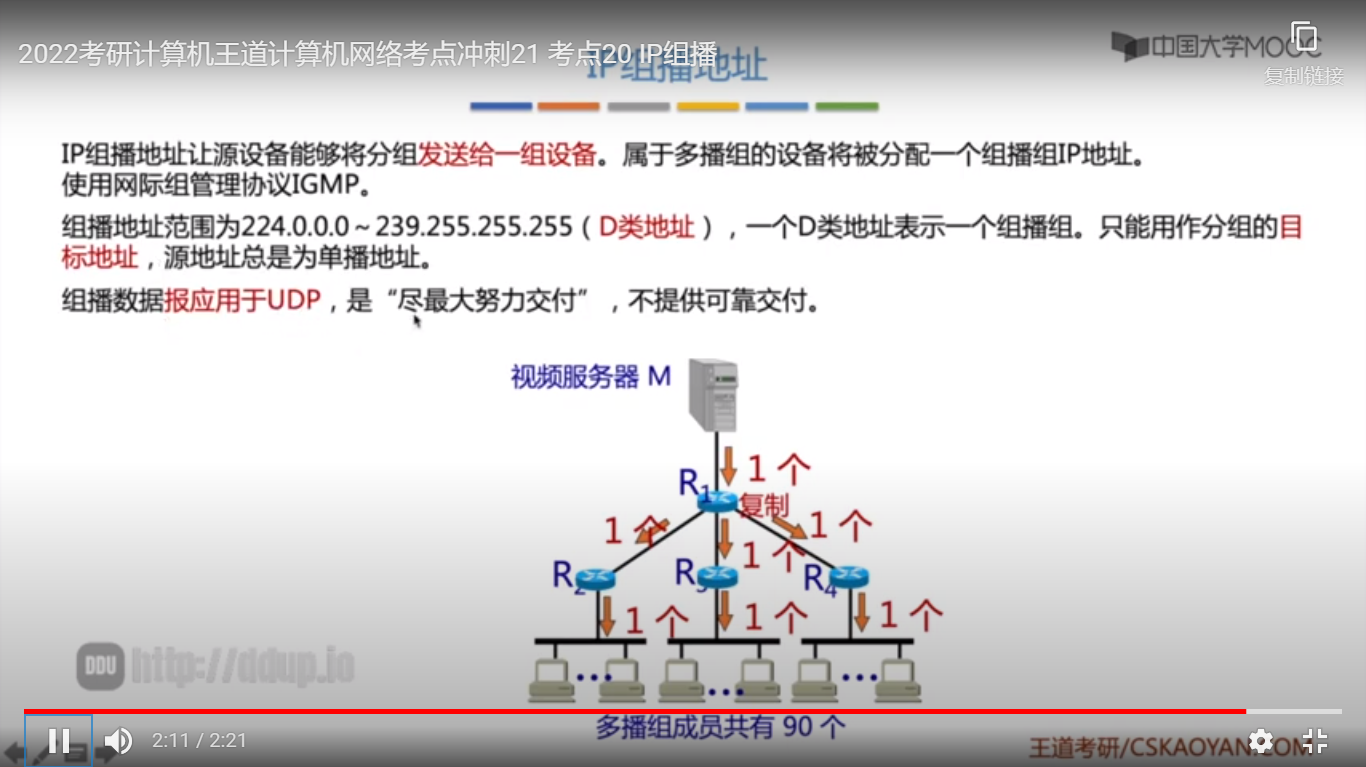 2022考研计算机王道计算机网络考点冲刺21 考点20 IP组播
IP组播地址
中国大学MOOC
复制链接
IP组播地址让源设备能够将分组发送给一组设备。属于多播组的设备将被分配一个组播组IP地址。
使用网际组管理协议IGMP。
组播地址范围为224.0.0.0～239.255.255.255（D类地址），一个D类地址表示一个组播组。只能用作分组的目
标地址，源地址总是为单播地址。
组播数据报应用于UDP，是“尽最大努力交付”，不提供可靠交付。
视频服务器 M
1 个
R1
复制
1 个
1 个
1 个
R2
R3
R4
1 个
1 个
1 个
DDU http://ddup.io
多播组成员共有 90 个
2:11 / 2:21
王道考研/CSKAOYAN.COM